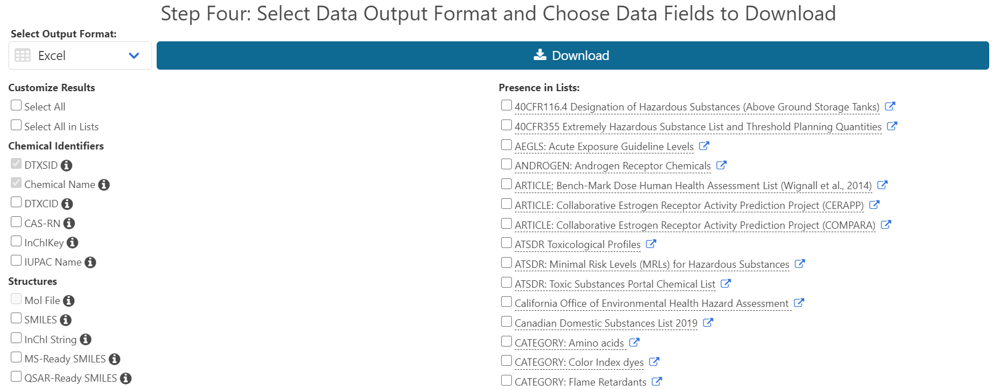 Step Four: Select Data Output Format and Choose Data Fields to Download
Select Output Format:
Excel
Download
Customize Results
Select All
Select All in Lists
Chemical Identifiers
DTXSID
Chemical Name
DTXCID
CAS-RN
InChIKey
IUPAC Name
Structures
Mol File
SMILES
InChI String
MS-Ready SMILES
QSAR-Ready SMILES
Presence in Lists:
40CFR116.4 Designation of Hazardous Substances (Above Ground Storage Tanks)
40CFR355 Extremely Hazardous Substance List and Threshold Planning Quantities
AEGLS: Acute Exposure Guideline Levels
ANDROGEN: Androgen Receptor Chemicals
ARTICLE; Bench-Mark Dose Human Health Assessment List (Wignall et al., 2014)
ARTICLE: Collaborative Estrogen Receptor Activity Prediction Project (CERAPP)
ARTICLE: Collaborative Estrogen Receptor Activity Prediction Project (COMPARA)
ATSDR Toxicological Profiles
ATSDR: Minimal Risk Levels (MRLs) for Hazardous Substances
ATSDR: Toxic Substances Portal Chemical List
California Office of Environmental Health Hazard Assessment
Canadian Domestic Substances List 2019
CATEGORY: Amino acids
CATEGORY: Color Index dyes
CATEGORY: Flame Retardants